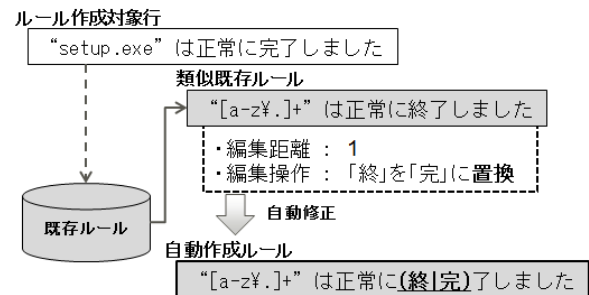 ルール作成対象行
“setup.exe”は正常に完了しました
類似既存ルール
“[a-z¥.]+”は正常に終了しました
・編集距離 : 1
・編集操作 : 「終」を「完」に置換
既存ルール
自動修正
自動作成ルール
“[a-z¥.]+”は正常に(終|完)了しました